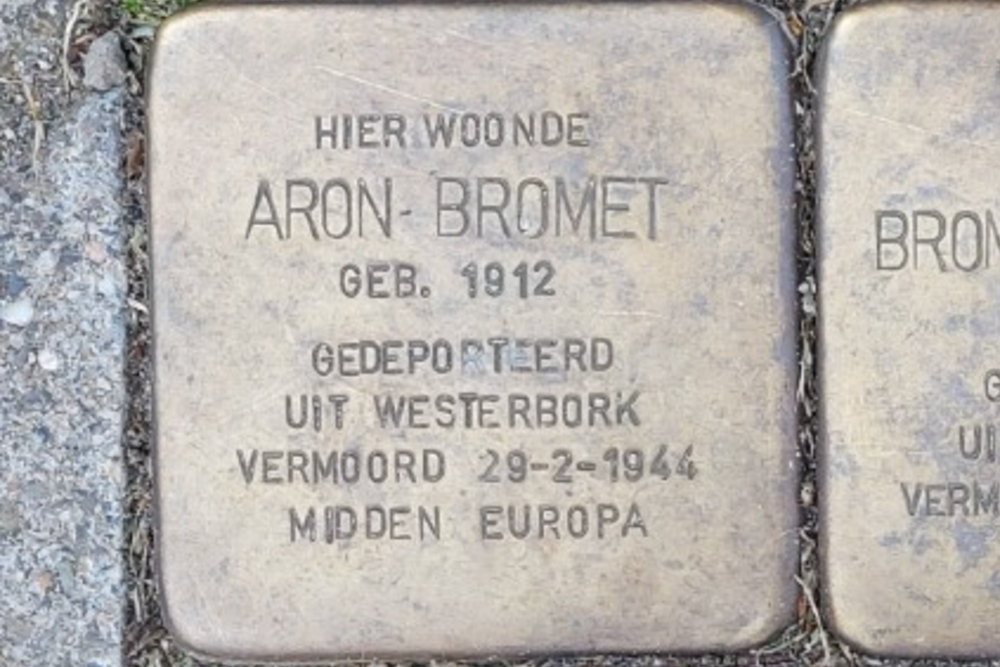 HIER WOONDE
ARON BROMET
GEB. 1912
GEDEPORTEERD
UIT WESTERBORK
VERMOORD 29-2-1944
MIDDEN EUROPA